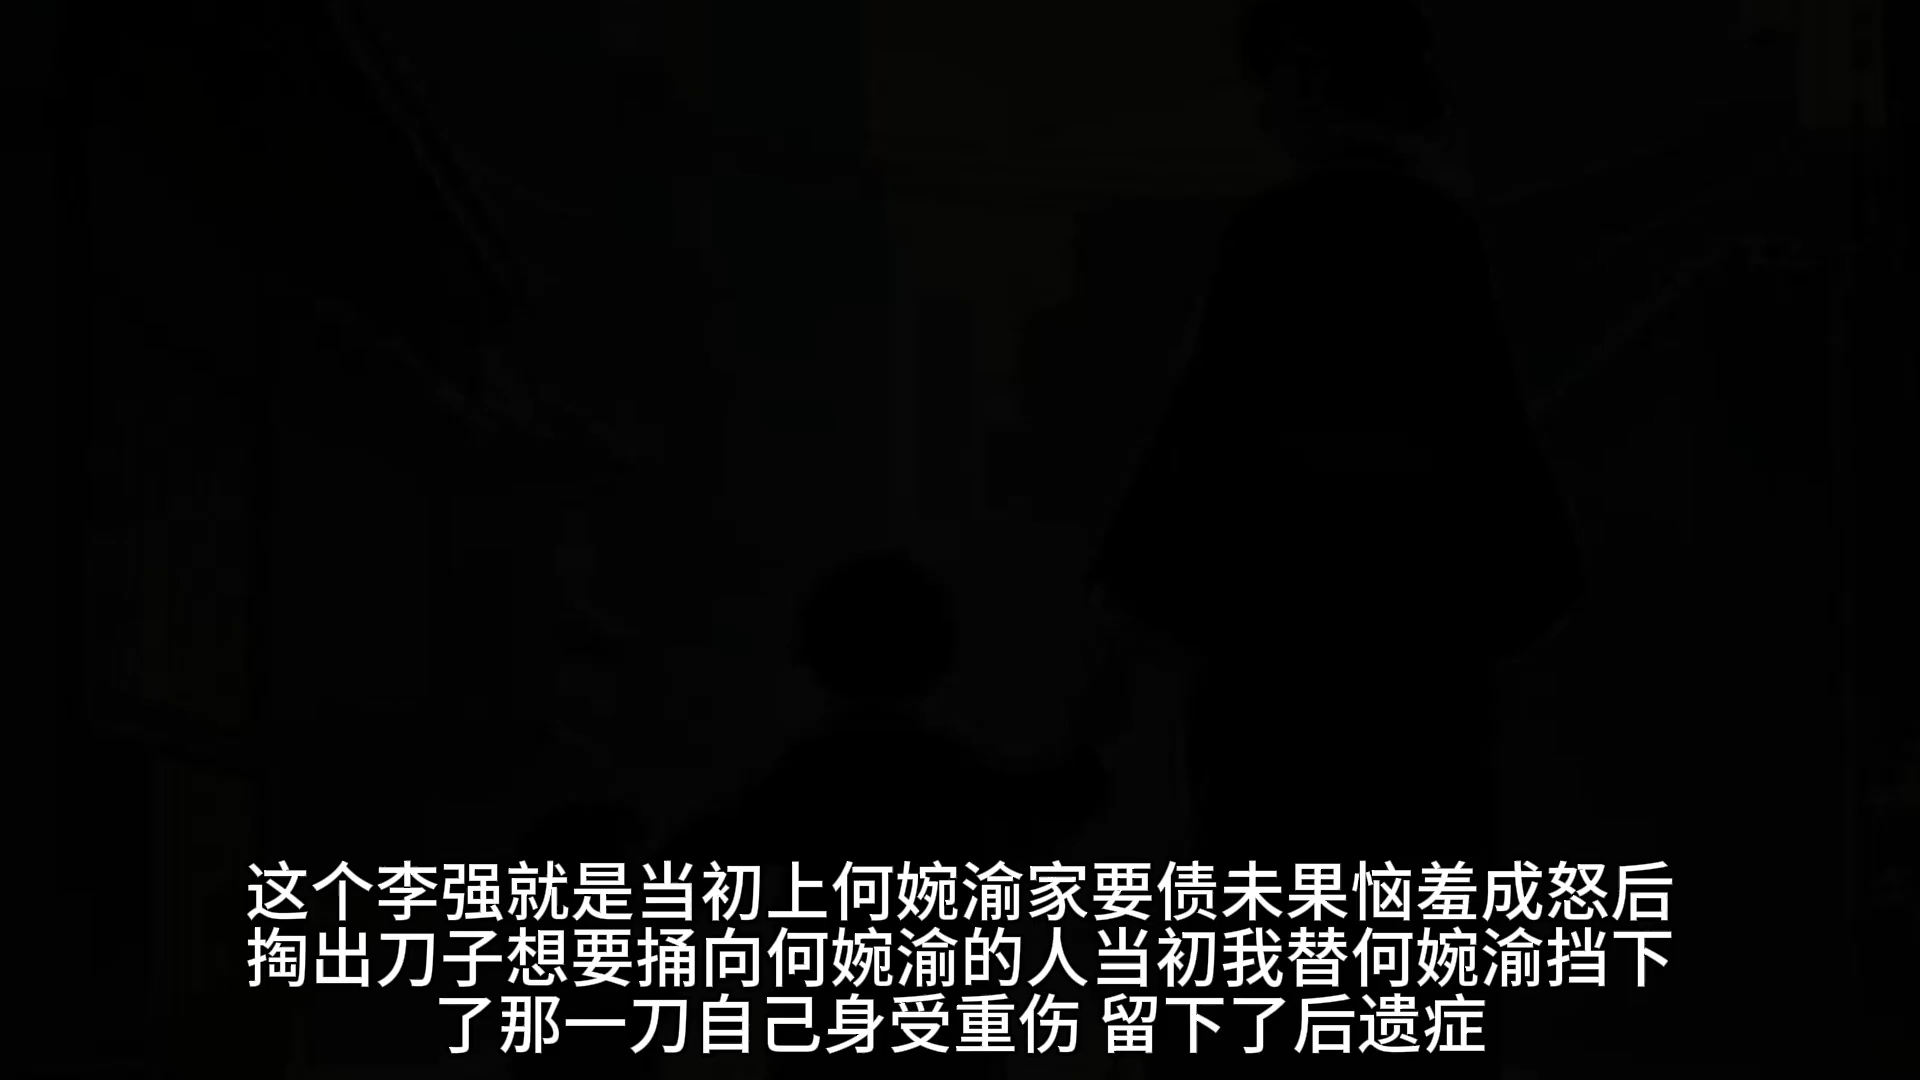 这个李强就是当初上何婉渝家要债未果恼羞成怒后
掏出刀子想要捅向何婉渝的人当初我替何婉渝挡下
了那一刀自己身受重伤 留下了后遗症